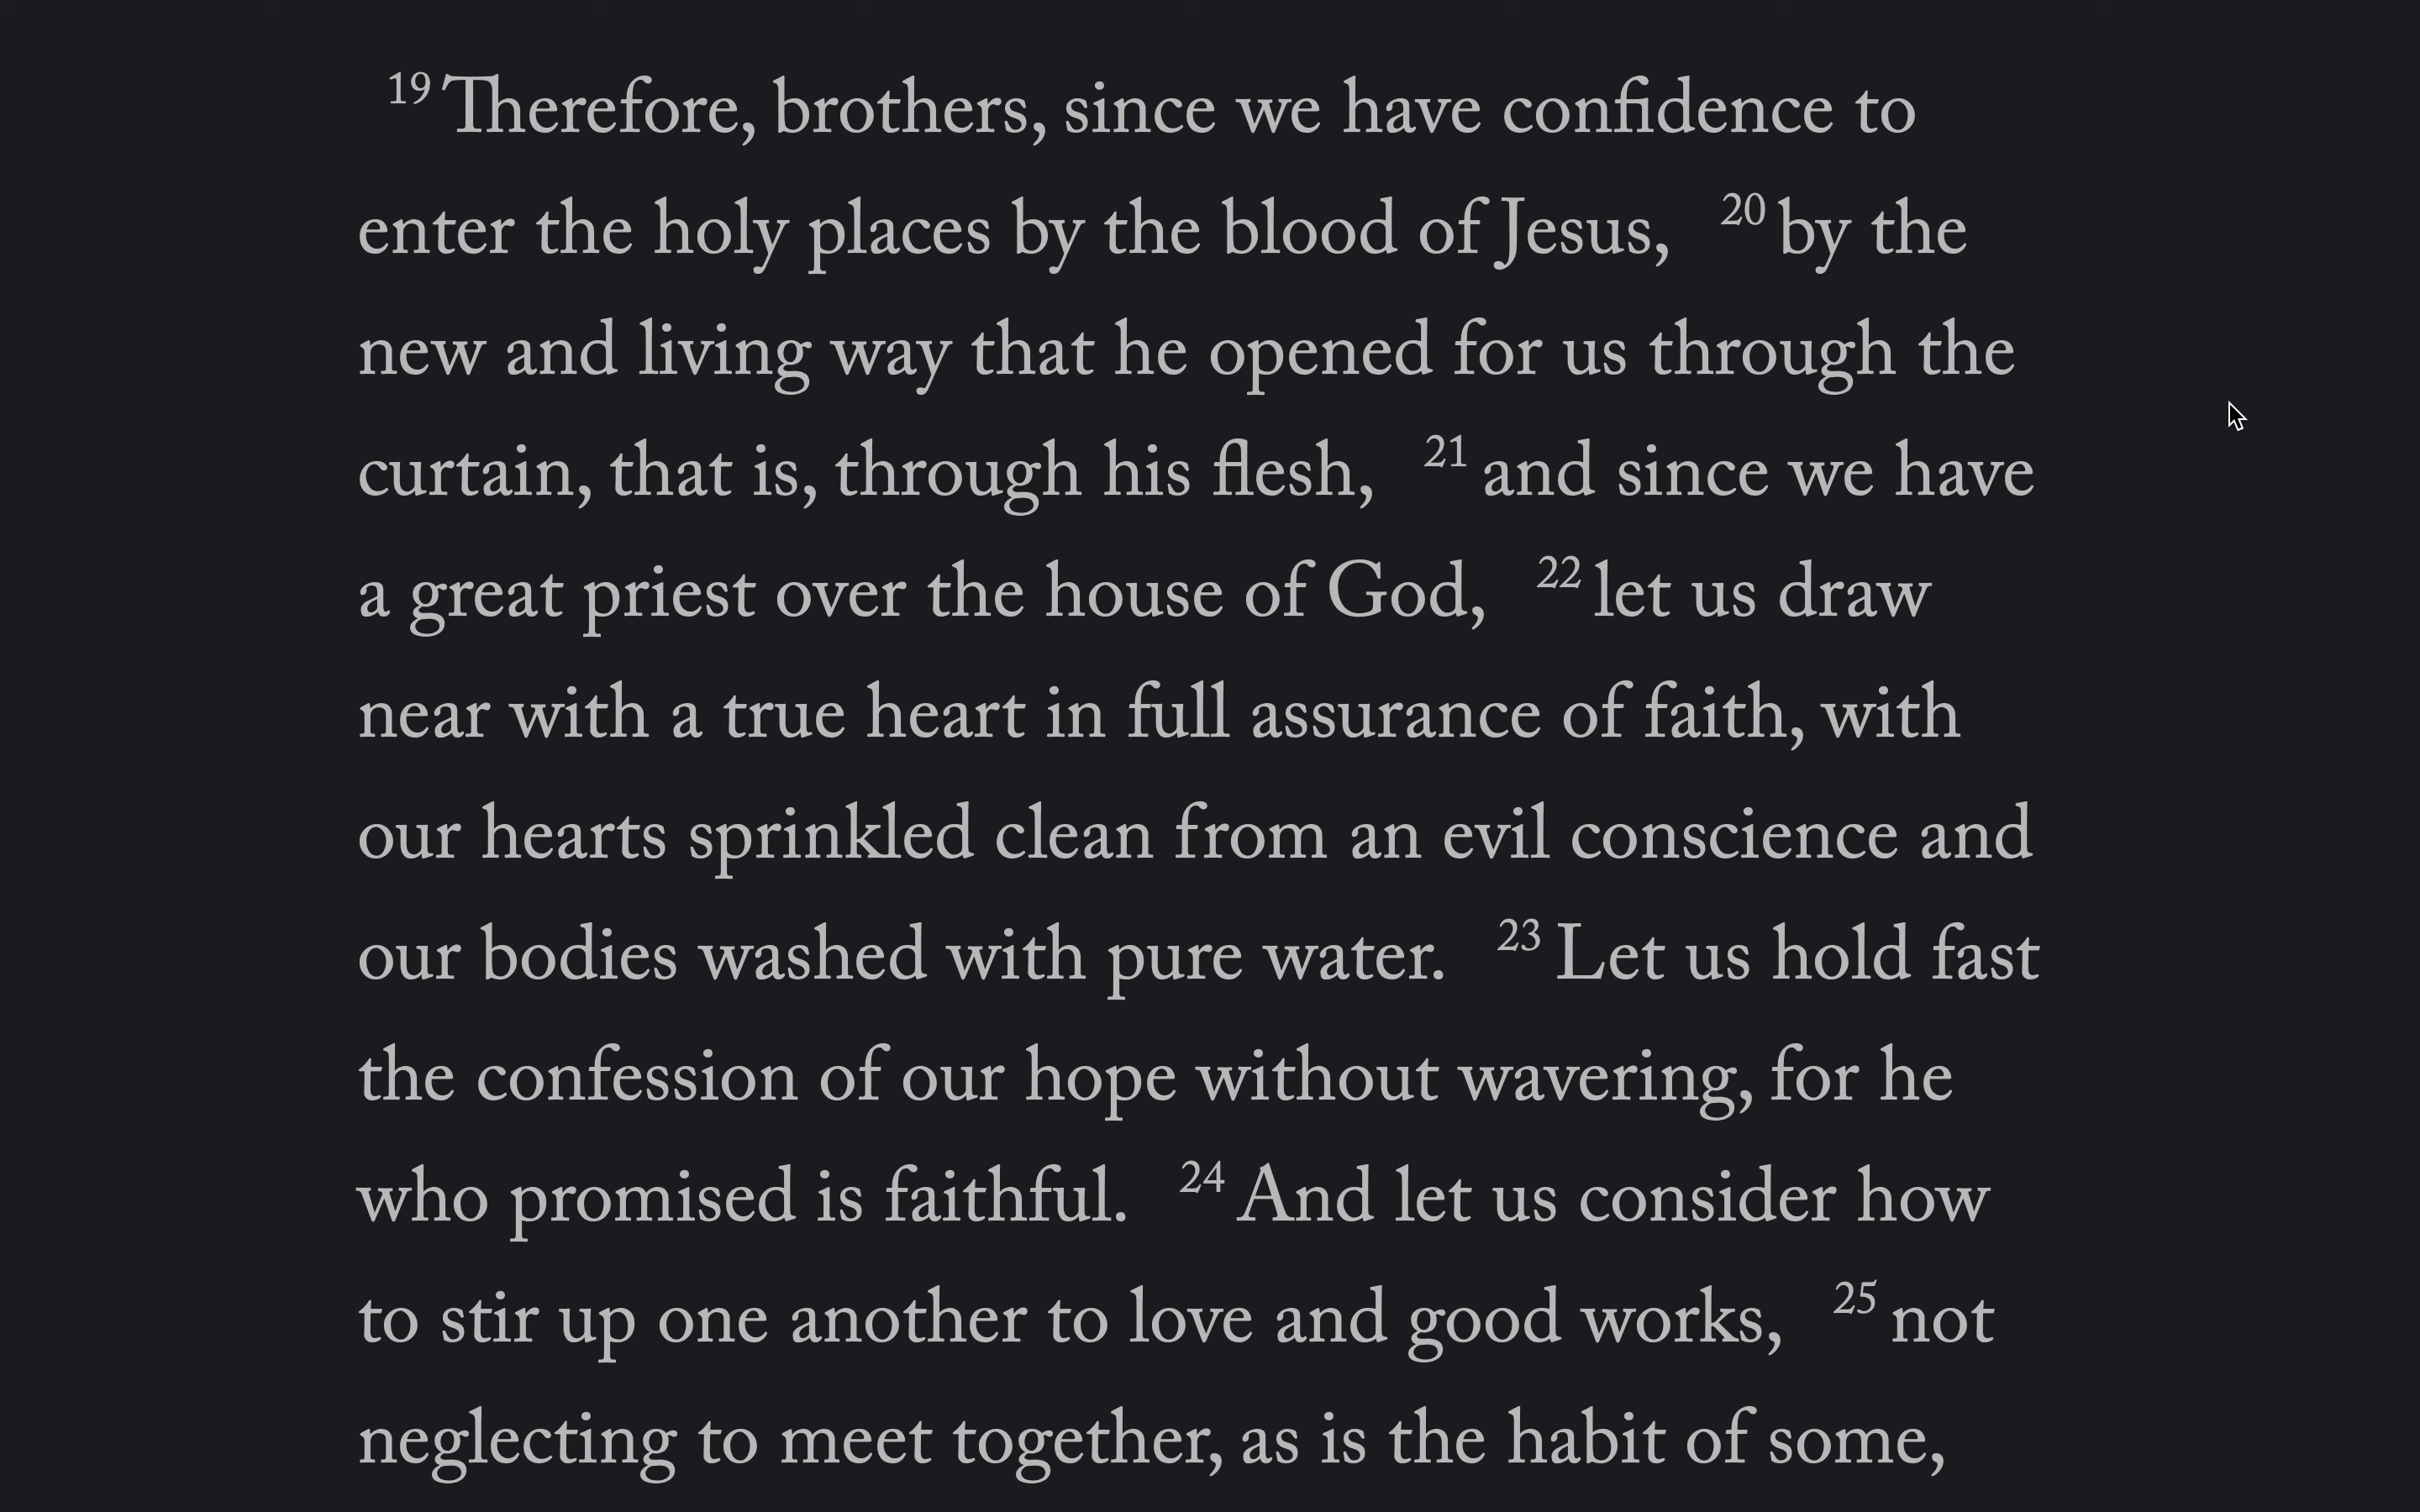 19 Therefore, brothers, since we have confidence to
enter the holy places by the blood of Jesus, 20 by the
new and living way that he opened for us through the
curtain, that is, through his flesh, 21 and since we have
a great priest over the house of God, 22 let us draw
near with a true heart in full assurance of faith, with
our hearts sprinkled clean from an evil conscience and
our bodies washed with pure water. 23 Let us hold fast
the confession of our hope without wavering, for he
who promised is faithful. 24 And let us consider how
to stir up one another to love and good works, 25 not
neglecting to meet together, as is the habit of some,